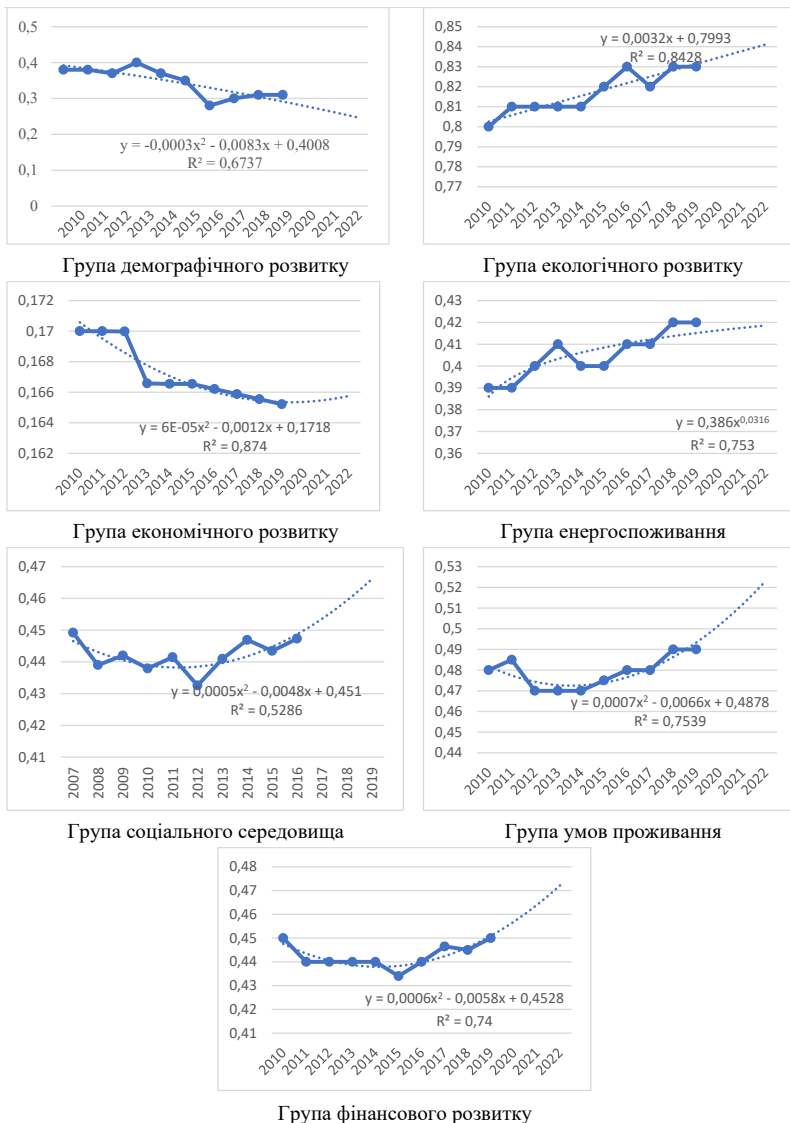 0,5
0,4
0,3
0,2
0,1
0
y = -0,0003x² - 0,0083x + 0,4008
R² = 0,6737
2010 2011 2012 2013 2014 2015 2016 2017 2018 2019 2020 2021 2022
Група демографічного розвитку
0,85
0,84
0,83
0,82
0,81
0,8
0,79
0,78
0,77
y = 0,0032x + 0,7993
R² = 0,8428
2010 2011 2012 2013 2014 2015 2016 2017 2018 2019 2020 2021 2022
Група екологічного розвитку
0,172
0,17
0,168
0,166
0,164
0,162
y = 6E-05x² - 0,0012x + 0,1718
R² = 0,874
2010 2011 2012 2013 2014 2015 2016 2017 2018 2019 2020 2021 2022
Група економічного розвитку
0,43
0,42
0,41
0,4
0,39
0,38
0,37
0,36
y = 0,386x^0,0316
R² = 0,753
2010 2011 2012 2013 2014 2015 2016 2017 2018 2019 2020 2021 2022
Група енергоспоживання
0,47
0,46
0,45
0,44
0,43
0,42
0,41
y = 0,0005x² - 0,0048x + 0,451
R² = 0,5286
2007 2008 2009 2010 2011 2012 2013 2014 2015 2016 2017 2018 2019
Група соціального середовища
0,53
0,52
0,51
0,5
0,49
0,48
0,47
0,46
0,45
0,44
y = 0,0007x² - 0,0066x + 0,4878
R² = 0,7539
2010 2011 2012 2013 2014 2015 2016 2017 2018 2019 2020 2021 2022
Група умов проживання
0,48
0,47
0,46
0,45
0,44
0,43
0,42
0,41
y = 0,0006x² - 0,0058x + 0,4528
R² = 0,74
2010 2011 2012 2013 2014 2015 2016 2017 2018 2019 2020 2021 2022
Група фінансового розвитку